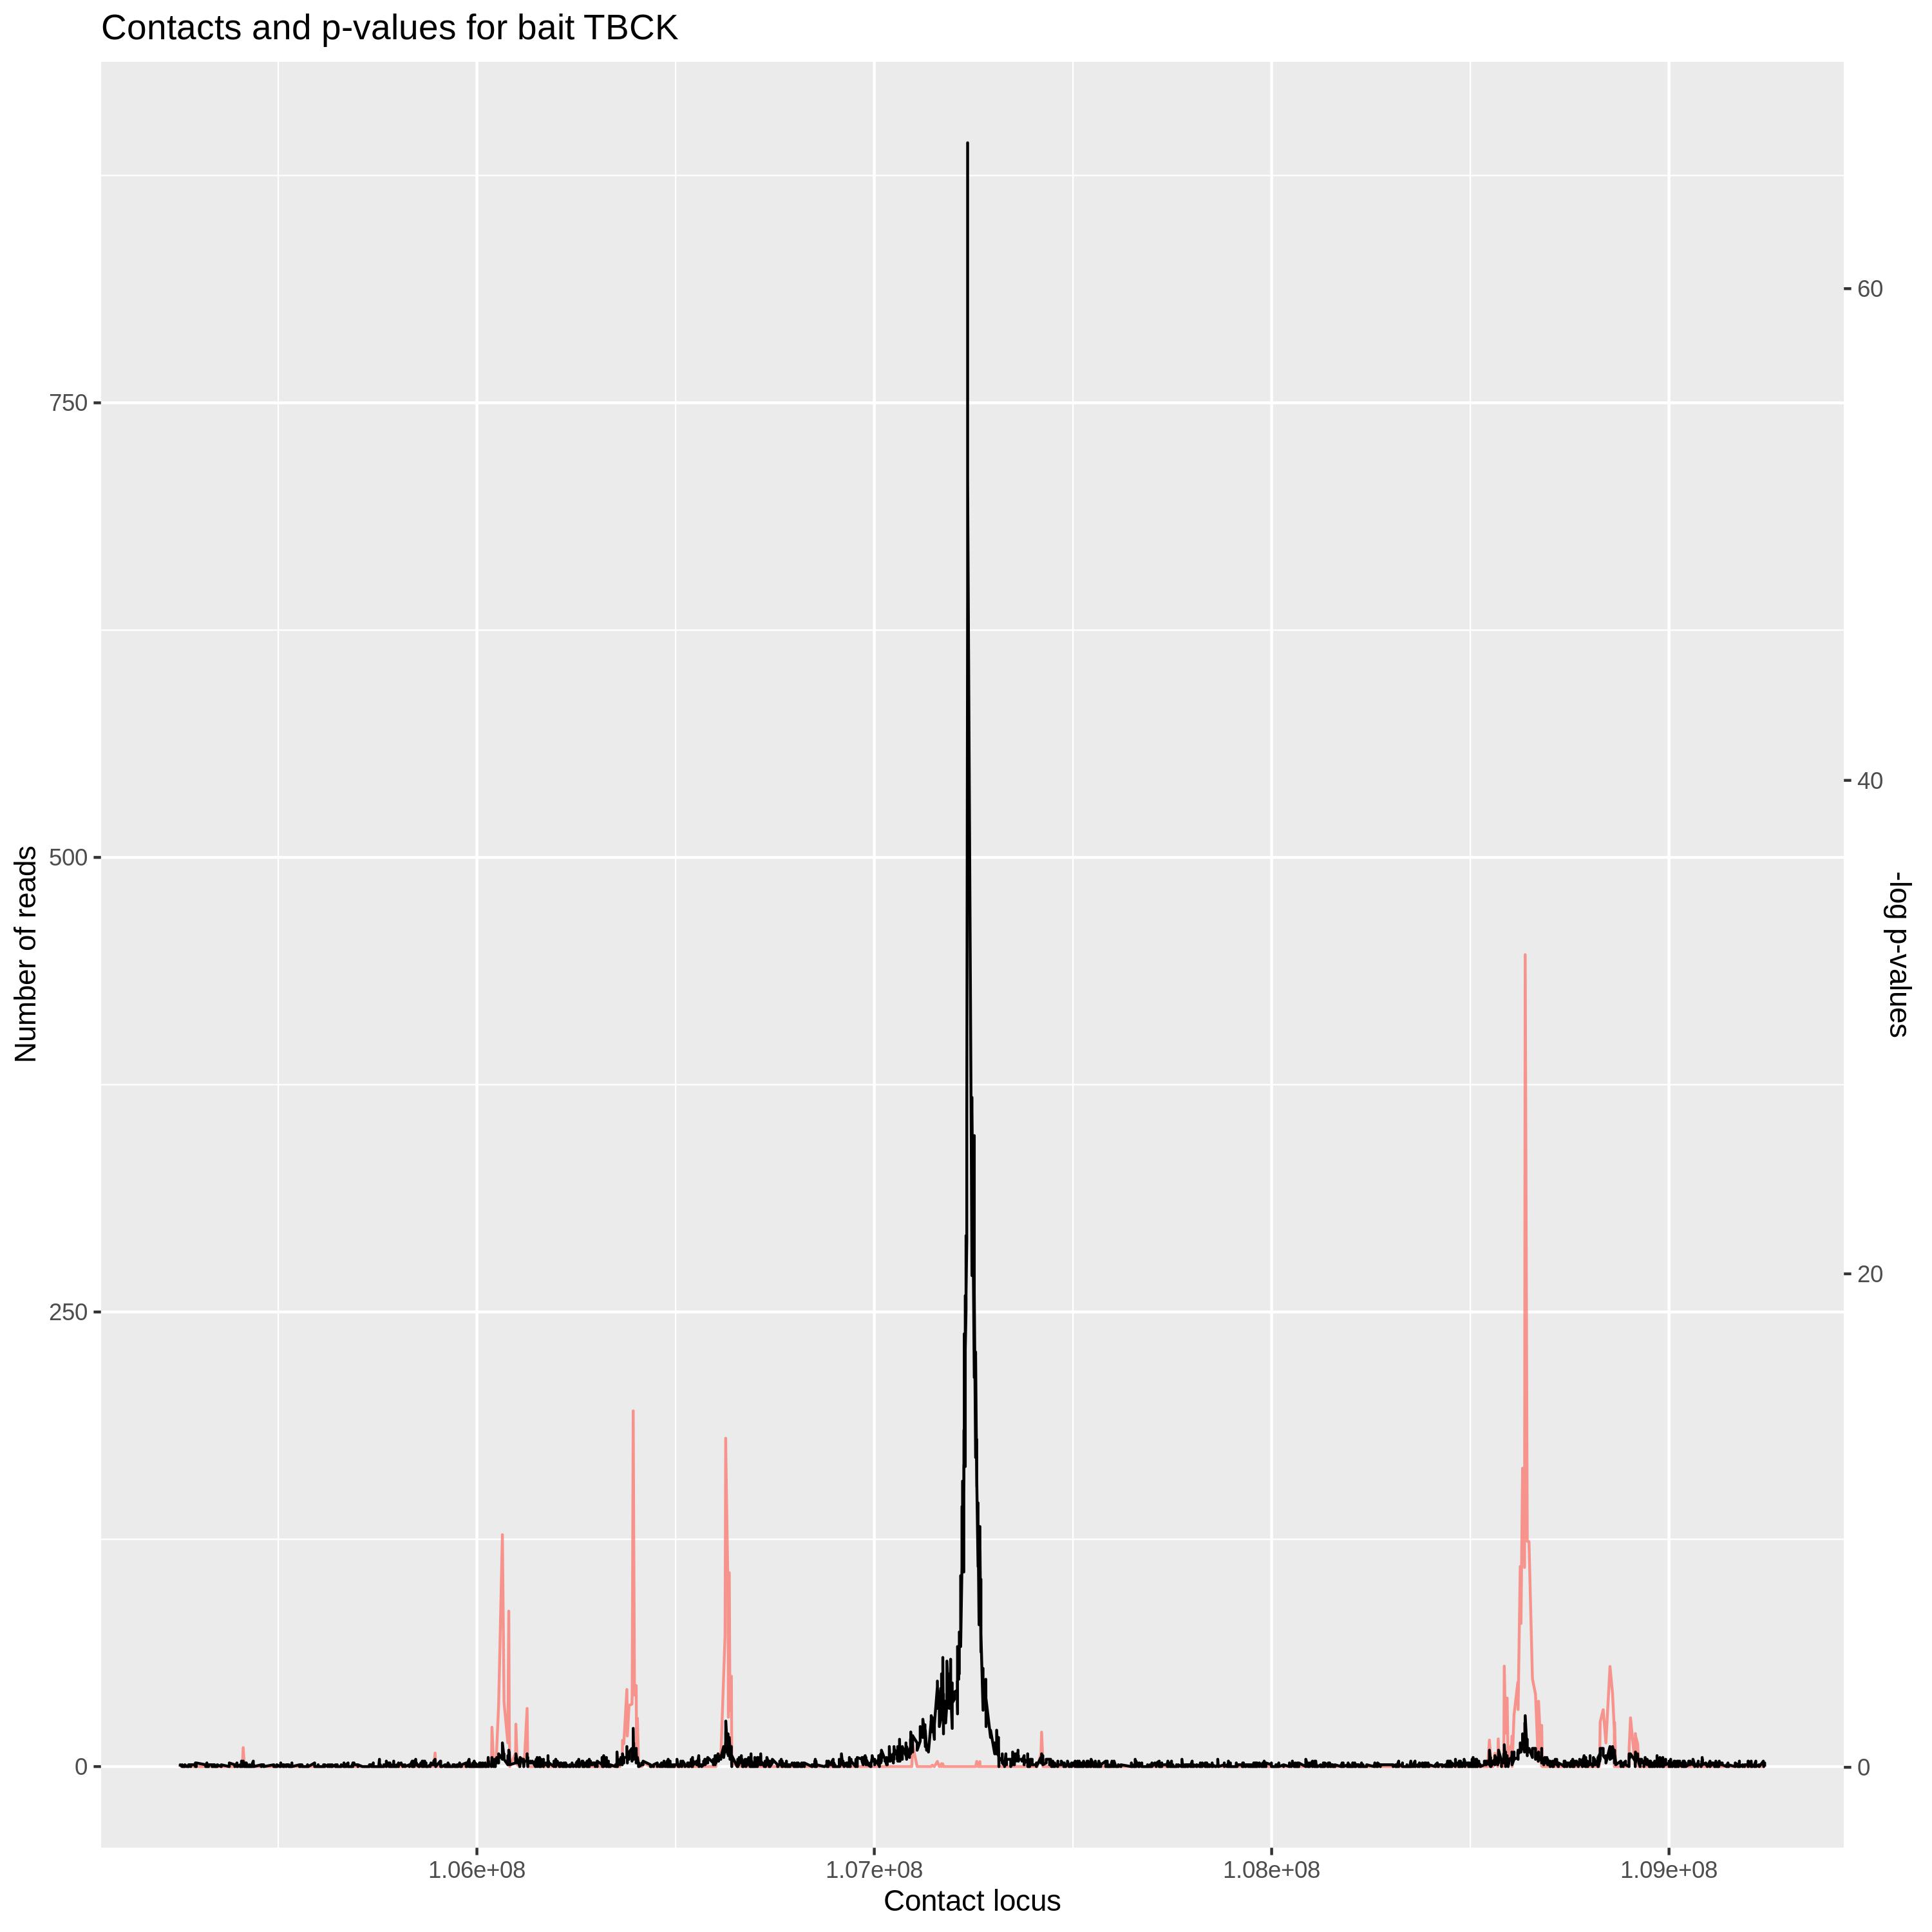 Contacts and p-values for bait TBCK
750
500
250
0
60
40
20
0
Number of reads
-log p-values
1.06e+08
1.07e+08
1.08e+08
1.09e+08
Contact locus